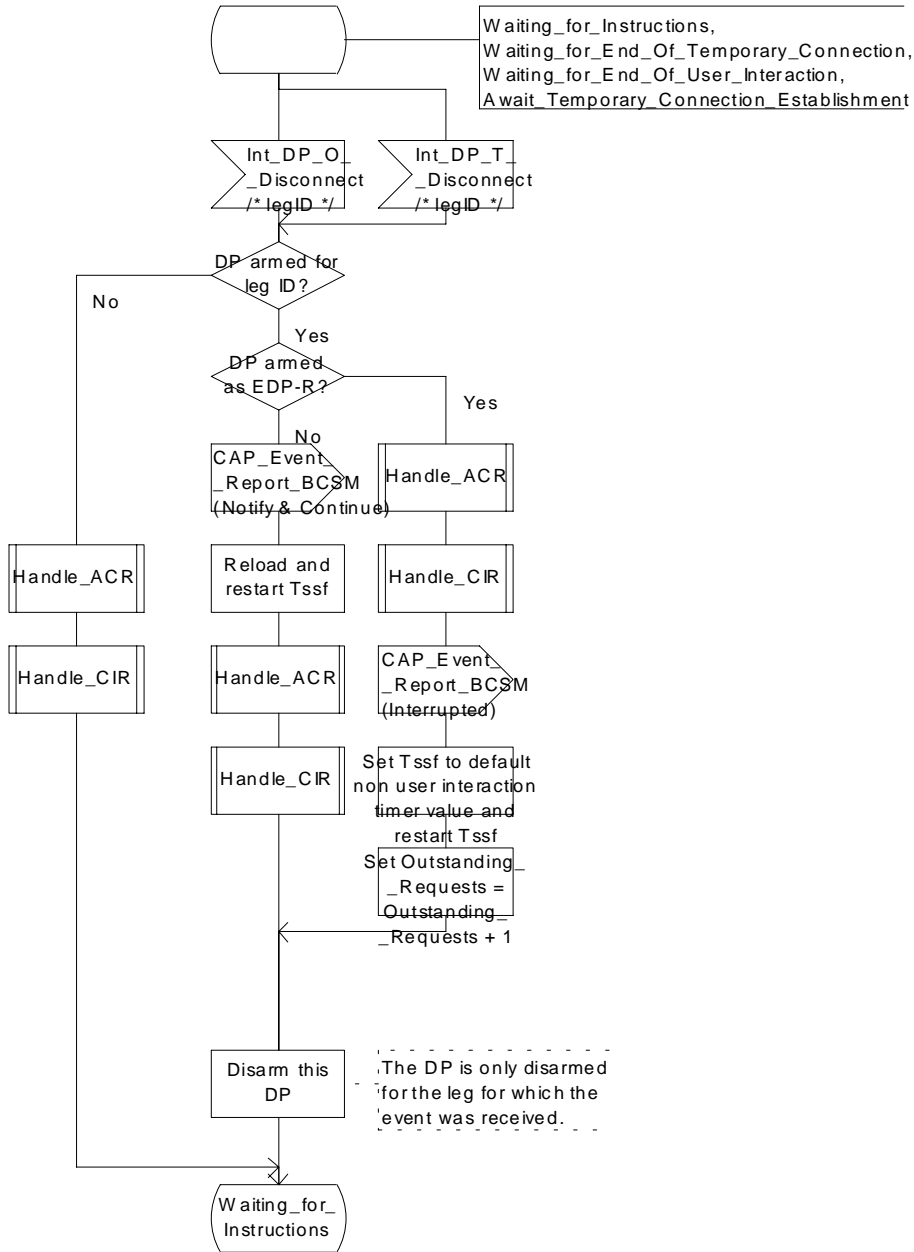 Waiting_for_Instructions,
Waiting_for_End_Of_Temporary_Connection,
Waiting_for_End_Of_User_Interaction,
Await_Temporary_Connection_Establishment
Int_DP_O_
_Disconnect
/* legID */
Int_DP_T_
_Disconnect
/* legID */
DP armed for
leg ID?
No
Yes
DP armed
as EDP-R?
Yes
No
CAP_Event_
_Report_BCSM
(Notify & Continue)
Handle_ACR
Handle_ACR
Reload and
restart Tssf
Handle_CIR
Handle_CIR
Handle_ACR
CAP_Event_
_Report_BCSM
(Interrupted)
Handle_CIR
Set Tssf to default
non user interaction
timer value and
restart Tssf
Set Outstanding_
_Requests =
Outstanding_
_Requests + 1
Disarm this
DP
The DP is only disarmed
for the leg for which the
event was received.
Waiting_for_
Instructions